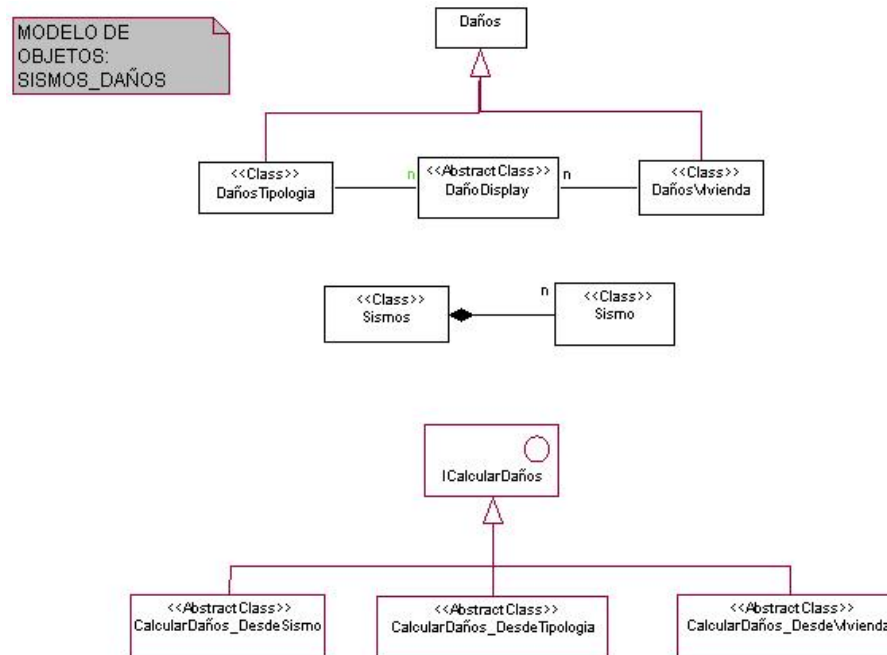 MODELO DE
OBJETOS:
SISMOS_DAÑOS
Daños
<<Class>>
DañosTipologia
n
<<AbstractClass>>
DañoDisplay
n
<<Class>>
DañosVivienda
<<Class>>
Sismos
n
<<Class>>
Sismo
ICalcularDaños
<<AbstractClass>>
CalcularDaños_DesdeSismo
<<AbstractClass>>
CalcularDaños_DesdeTipologia
<<AbstractClass>>
CalcularDaños_DesdeVivienda